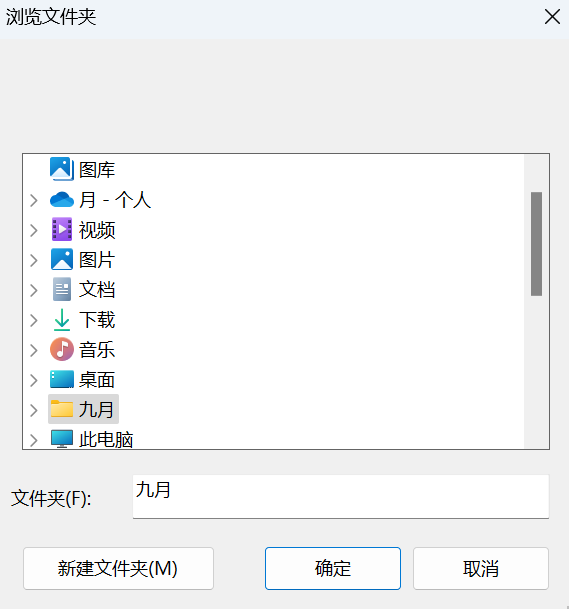 浏览文件夹
图库
月 - 个人
视频
图片
文档
下载
音乐
桌面
九月
此电脑
文件夹(F):
九月
新建文件夹(M)
确定
取消